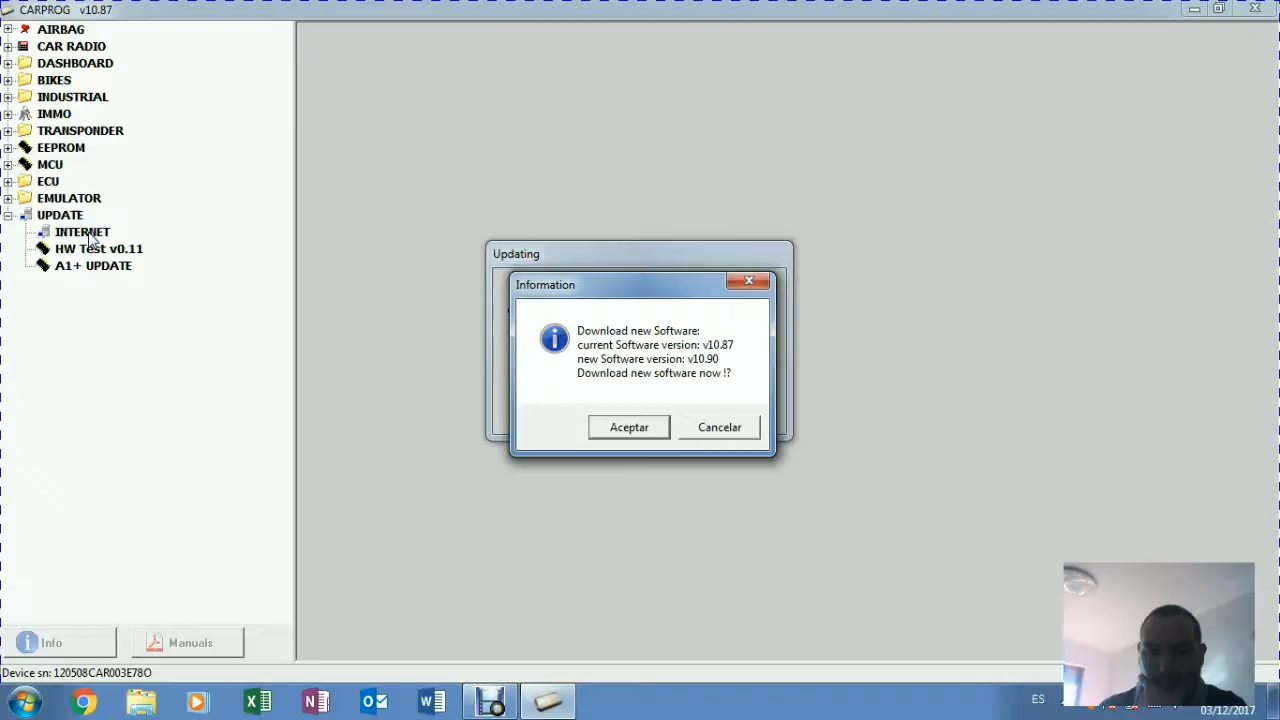 CARPROG v10.87
AIRBAG
CAR RADIO
DASHBOARD
BIKES
INDUSTRIAL
IMMO
TRANSPONDER
EEPROM
MCU
ECU
EMULATOR
UPDATE
INTERNET
HW Test v0.11
A1+ UPDATE
Updating
Information
Download new Software:
current Software version: v10.87
new Software version: v10.90
Download new software now !?
Aceptar
Cancelar
Info
Manuals
Device sn: 120508CAR003E78O
ES
03/12/2017